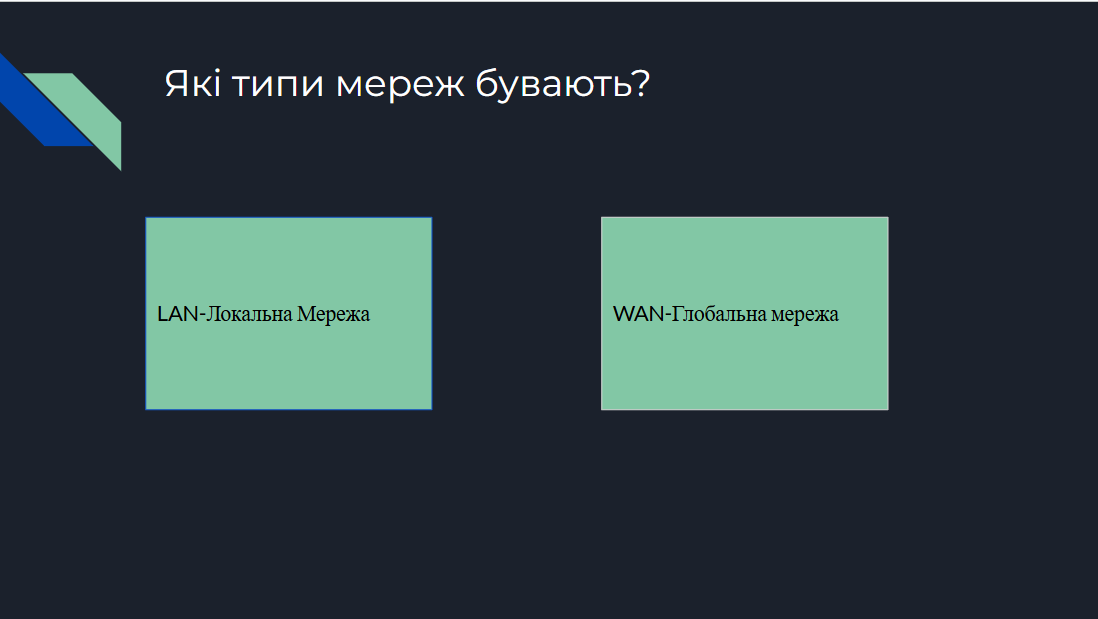 Які типи мереж бувають?
LAN-Локальна Мережа
WAN-Глобальна мережа